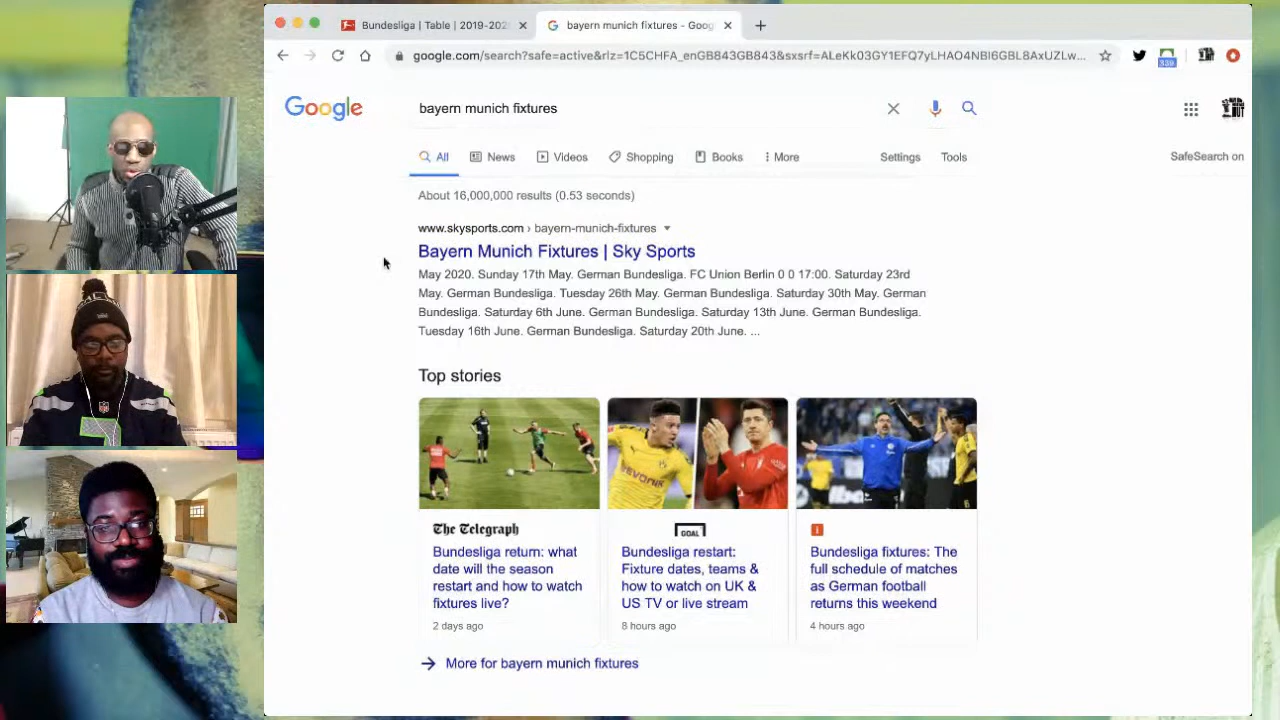 Bundesliga | Table | 2019-202
bayern munich fixtures - Goog
google.com/search?safe=active&rlz=1C5CHFA_enGB843GB843&sxsrf=ALeKk03GY1EFQ7yLHAO4NBI6GBL8AxUZLw...
Google
bayern munich fixtures
All News Videos Shopping Books More Settings Tools SafeSearch on
About 16,000,000 results (0.53 seconds)
www.skysports.com › bayern-munich-fixtures
Bayern Munich Fixtures | Sky Sports
May 2020. Sunday 17th May. German Bundesliga. FC Union Berlin 0 0 17:00. Saturday 23rd
May. German Bundesliga. Tuesday 26th May. German Bundesliga. Saturday 30th May. German
Bundesliga. Saturday 6th June. German Bundesliga. Saturday 13th June. German Bundesliga.
Tuesday 16th June. German Bundesliga. Saturday 20th June. ...
Top stories
The Telegraph
Bundesliga return: what
date will the season
restart and how to watch
fixtures live?
2 days ago
GOAL
Bundesliga restart:
Fixture dates, teams &
how to watch on UK &
US TV or live stream
8 hours ago
i
Bundesliga fixtures: The
full schedule of matches
as German football
returns this weekend
4 hours ago
More for bayern munich fixtures